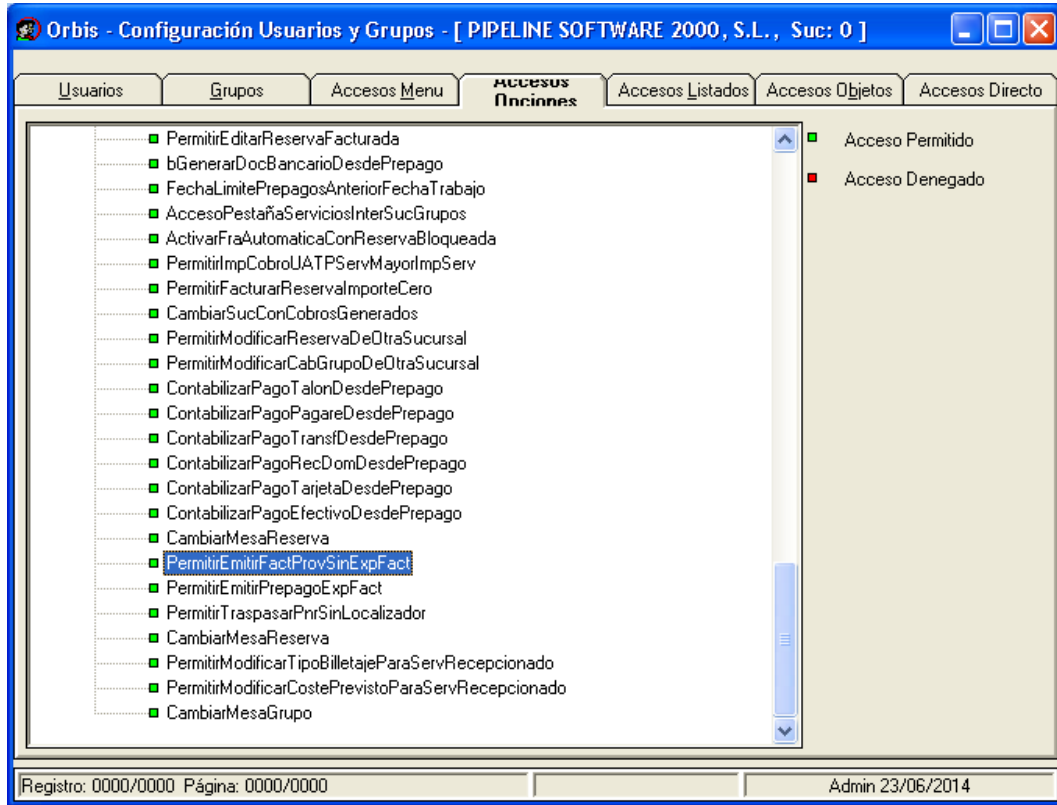 Orbis - Configuración Usuarios y Grupos - [ PIPELINE SOFTWARE 2000, S.L., Suc: 0 ]
Usuarios Grupos Accesos Menu Accesos Opciones Accesos Listados Accesos Objetos Accesos Directo
PermitirEditarReservaFacturada
bGenerarDocBancarioDesdePrepago
FechaLimitePrepagosAnteriorFechaTrabajo
AccesoPestañaServiciosInterSucGrupos
ActivarFraAutomaticaConReservaBloqueada
PermitirImpCobroUATPServMayorImpServ
PermitirFacturarReservaImporteCero
CambiarSucConCobrosGenerados
PermitirModificarReservaDeOtraSucursal
PermitirModificarCabGrupoDeOtraSucursal
ContabilizarPagoTalonDesdePrepago
ContabilizarPagoPagareDesdePrepago
ContabilizarPagoTransfDesdePrepago
ContabilizarPagoRecDomDesdePrepago
ContabilizarPagoTarjetaDesdePrepago
ContabilizarPagoEfectivoDesdePrepago
CambiarMesaReserva
PermitirEmitirFactProvSinExpFact
PermitirEmitirPrepagoExpFact
PermitirTraspasarPnrSinLocalizador
CambiarMesaReserva
PermitirModificarTipoBilletajeParaServRecepcionado
PermitirModificarCostePrevistoParaServRecepcionado
CambiarMesaGrupo
Acceso Permitido
Acceso Denegado
Registro: 0000/0000 Página: 0000/0000 Admin 23/06/2014